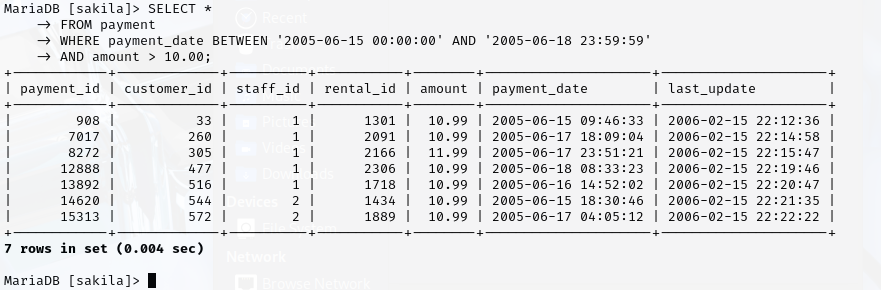 MariaDB [sakila]> SELECT *
    → FROM payment
    → WHERE payment_date BETWEEN '2005-06-15 00:00:00' AND '2005-06-18 23:59:59'
    → AND amount > 10.00;
+------------+-------------+----------+-----------+--------+---------------------+---------------------+
| payment_id | customer_id | staff_id | rental_id | amount | payment_date        | last_update         |
+------------+-------------+----------+-----------+--------+---------------------+---------------------+
|        908 |          33 |        1 |      1301 |  10.99 | 2005-06-15 09:46:33 | 2006-02-15 22:12:36 |
|       7017 |         260 |        1 |      2091 |  10.99 | 2005-06-17 18:09:04 | 2006-02-15 22:14:58 |
|       8272 |         305 |        1 |      2166 |  11.99 | 2005-06-17 23:51:21 | 2006-02-15 22:15:47 |
|      12888 |         477 |        1 |      2306 |  10.99 | 2005-06-18 08:33:23 | 2006-02-15 22:19:46 |
|      13892 |         516 |        1 |      1718 |  10.99 | 2005-06-16 14:52:02 | 2006-02-15 22:20:47 |
|      14620 |         544 |        2 |      1434 |  10.99 | 2005-06-15 18:30:46 | 2006-02-15 22:21:35 |
|      15313 |         572 |        2 |      1889 |  10.99 | 2005-06-17 04:05:12 | 2006-02-15 22:22:22 |
+------------+-------------+----------+-----------+--------+---------------------+---------------------+
7 rows in set (0.004 sec)
MariaDB [sakila]>
Recent
Devices
File System
Network
Browse Network